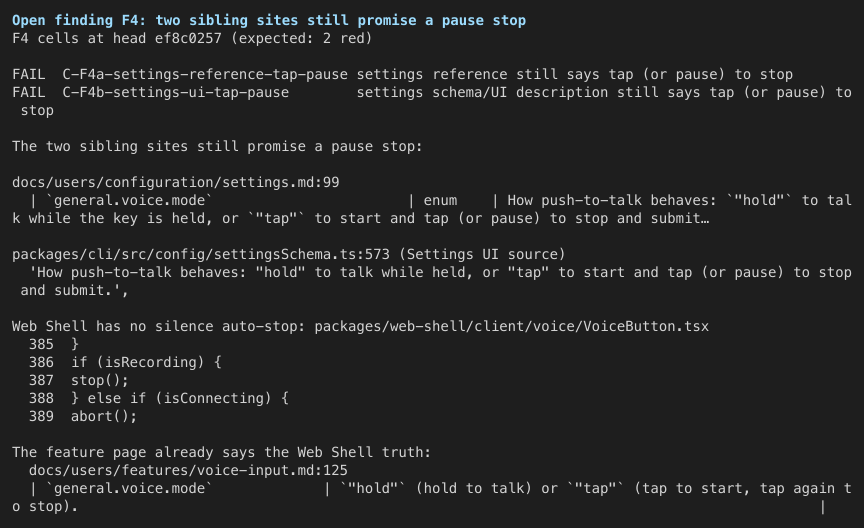 Open finding F4: two sibling sites still promise a pause stop
F4 cells at head ef8c0257 (expected: 2 red)
FAIL  C-F4a-settings-reference-tap-pause settings reference still says tap (or pause) to stop
FAIL  C-F4b-settings-ui-tap-pause        settings schema/UI description still says tap (or pause) to
 stop
The two sibling sites still promise a pause stop:
docs/users/configuration/settings.md:99
  | `general.voice.mode`                       | enum    | How push-to-talk behaves: `"hold"` to tal
k while the key is held, or `"tap"` to start and tap (or pause) to stop and submit…
packages/cli/src/config/settingsSchema.ts:573 (Settings UI source)
  'How push-to-talk behaves: "hold" to talk while held, or "tap" to start and tap (or pause) to stop
 and submit.',
Web Shell has no silence auto-stop: packages/web-shell/client/voice/VoiceButton.tsx
  385  }
  386  if (isRecording) {
  387  stop();
  388  } else if (isConnecting) {
  389  abort();
The feature page already says the Web Shell truth:
  docs/users/features/voice-input.md:125
  | `general.voice.mode`             | `"hold"` (hold to talk) or `"tap"` (tap to start, tap again t
o stop).                                                                                      |